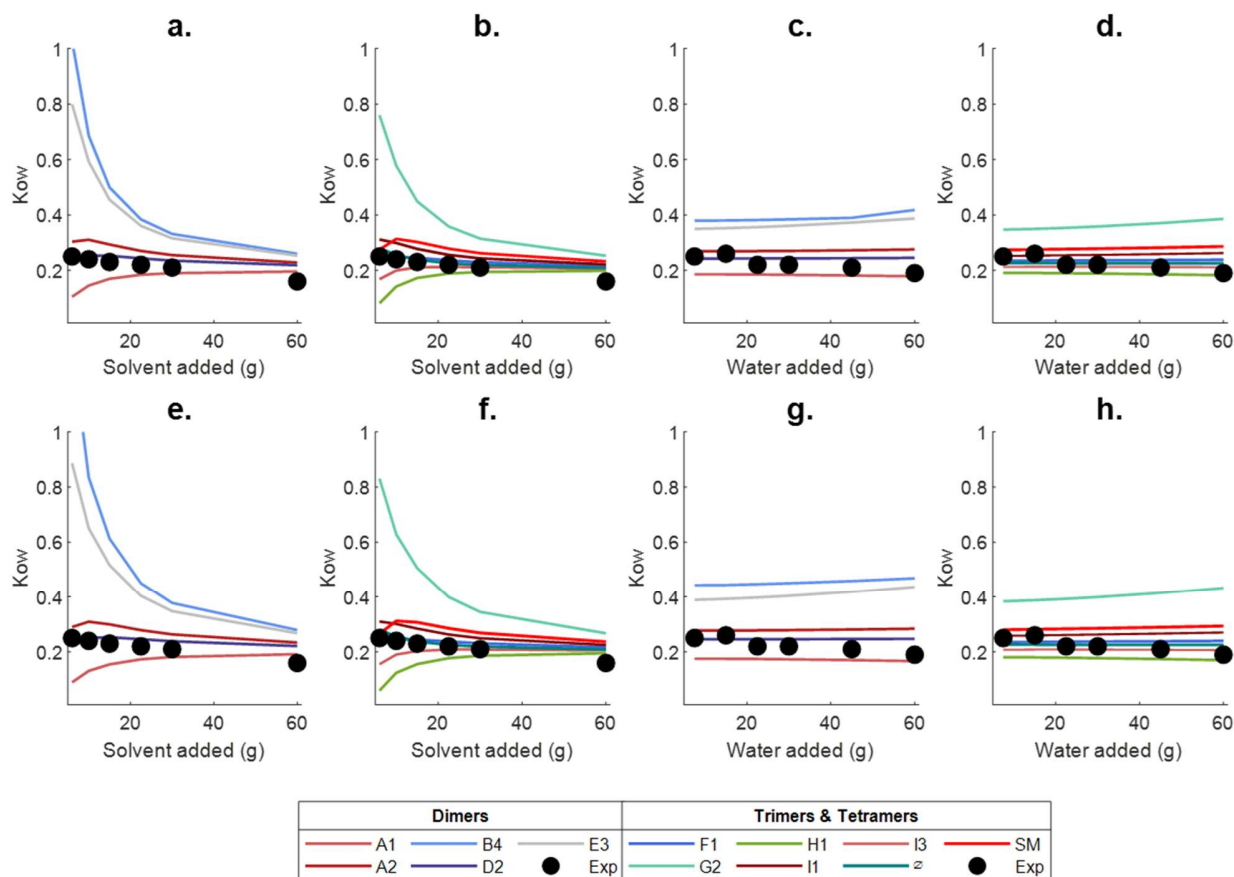 a. b. c. d.
1 1 1 1
0.8 0.8 0.8 0.8
0.6 0.6 0.6 0.6
Kow Kow Kow Kow
0.4 0.4 0.4 0.4
0.2 0.2 0.2 0.2
20 40 60 20 40 60 20 40 60 20 40 60
Solvent added (g) Solvent added (g) Water added (g) Water added (g)
e. f. g. h.
1 1 1 1
0.8 0.8 0.8 0.8
0.6 0.6 0.6 0.6
Kow Kow Kow Kow
0.4 0.4 0.4 0.4
0.2 0.2 0.2 0.2
20 40 60 20 40 60 20 40 60 20 40 60
Solvent added (g) Solvent added (g) Water added (g) Water added (g)
Dimers Trimers & Tetramers
A1 B4 E3 F1 H1 I3 SM
A2 D2 Exp G2 I1 Exp